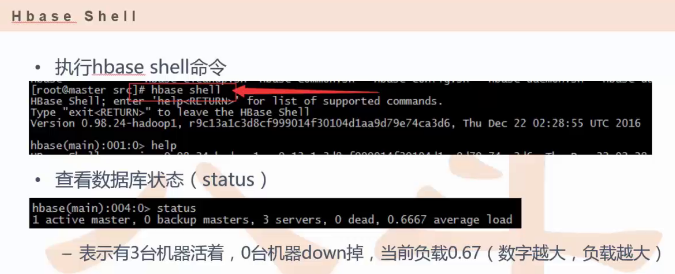 Hbase Shell
• 执行hbase shell命令
[root@master src]# hbase shell
HBase Shell; enter 'help<RETURN>' for list of supported commands.
Type "exit<RETURN>" to leave the HBase Shell
Version 0.98.24-hadoop1, r9c13a1c3d8cf999014f30104d1aa9d79e74ca3d6, Thu Dec 22 02:28:55 UTC 2016
hbase(main):001:0> help
• 查看数据库状态（status）
hbase(main):004:0> status
1 active master, 0 backup masters, 3 servers, 0 dead, 0.6667 average load
– 表示有3台机器活着，0台机器down掉，当前负载0.67（数字越大，负载越大）